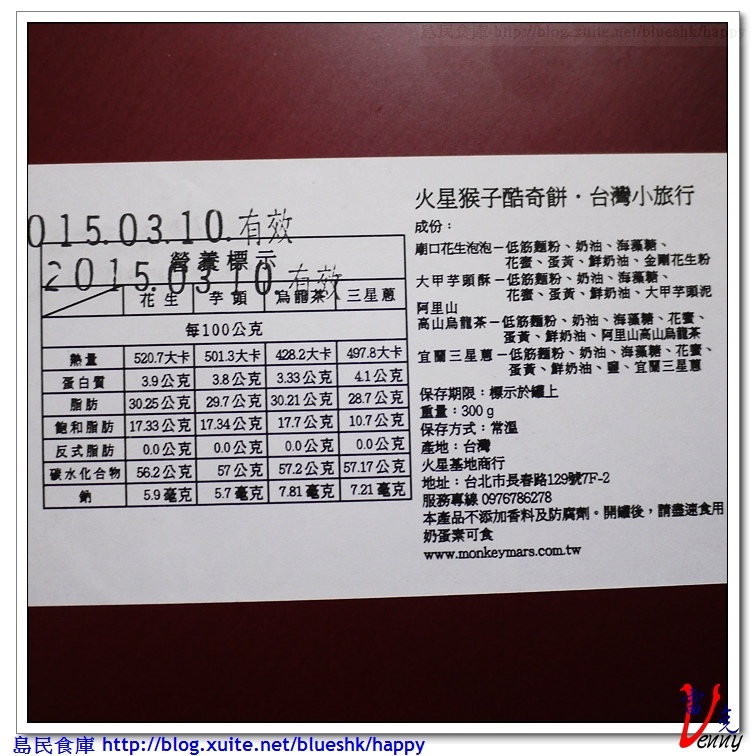 島民食庫 http://blog.xuite.net/blueshk/happy
015.03.10.有效
營養標示
2015.03.10.有效
花生 芋頭 烏龍茶 三星蔥
每100公克
熱量 520.7大卡 501.3大卡 428.2大卡 497.8大卡
蛋白質 3.9公克 3.8公克 3.33公克 4.1公克
脂肪 30.25公克 29.7公克 30.21公克 28.7公克
飽和脂肪 17.33公克 17.34公克 17.7公克 10.7公克
反式脂肪 0.0公克 0.0公克 0.0公克 0.0公克
碳水化合物 56.2公克 57公克 57.2公克 57.17公克
鈉 5.9毫克 5.7毫克 7.81毫克 7.21毫克
火星猴子酷奇餅・台灣小旅行
成份：
廟口花生泡泡－低筋麵粉、奶油、海藻糖、
花蜜、蛋黃、鮮奶油、金剛花生粉
大甲芋頭酥－低筋麵粉、奶油、海藻糖、
花蜜、蛋黃、鮮奶油、大甲芋頭泥
阿里山
高山烏龍茶－低筋麵粉、奶油、海藻糖、花蜜、
蛋黃、鮮奶油、阿里山高山烏龍茶
宜蘭三星蔥－低筋麵粉、奶油、海藻糖、花蜜、
蛋黃、鮮奶油、鹽、宜蘭三星蔥
保存期限：標示於罐上
重量：300g
保存方式：常溫
產地：台灣
火星基地商行
地址：台北市長春路129號7F-2
服務專線 0976786278
本產品不添加香料及防腐劑。開罐後，請盡速食用
奶蛋素可食
www.monkeymars.com.tw
島民食庫 http://blog.xuite.net/blueshk/happy
Venny